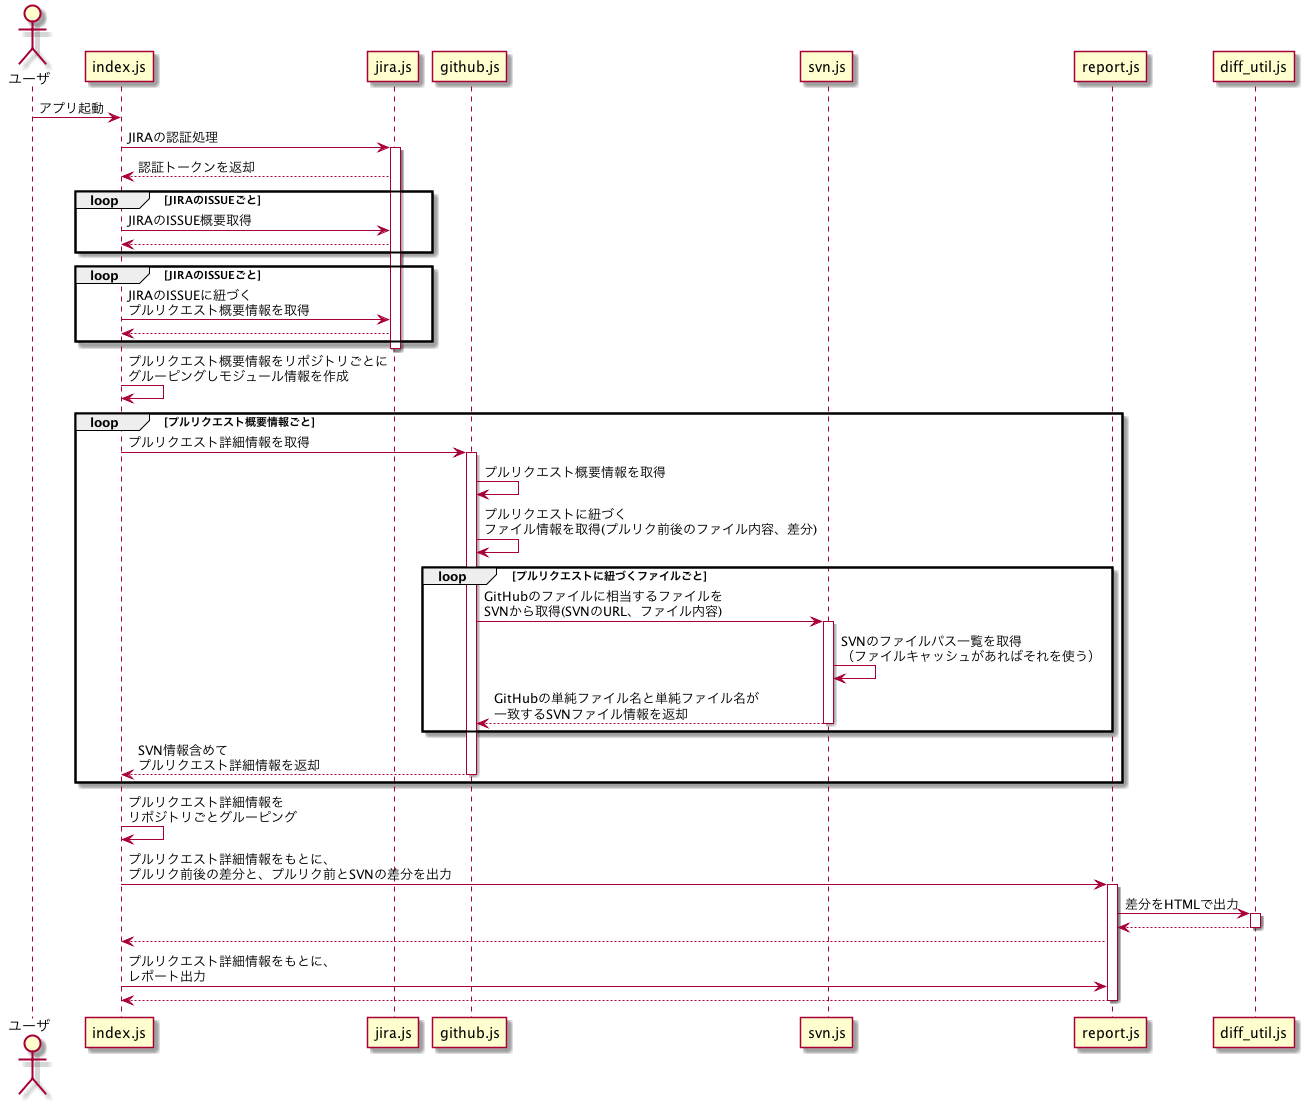 ユーザ
index.js
jira.js
github.js
svn.js
report.js
diff_util.js
アプリ起動
JIRAの認証処理
認証トークンを返却
loop
[JIRAのISSUEごと]
JIRAのISSUE概要取得
loop
[JIRAのISSUEごと]
JIRAのISSUEに紐づく
プルリクエスト概要情報を取得
プルリクエスト概要情報をリポジトリごとに
グルーピングしモジュール情報を作成
loop
[プルリクエスト概要情報ごと]
プルリクエスト詳細情報を取得
プルリクエスト概要情報を取得
プルリクエストに紐づく
ファイル情報を取得(プルリク前後のファイル内容、差分)
loop
[プルリクエストに紐づくファイルごと]
GitHubのファイルに相当するファイルを
SVNから取得(SVNのURL、ファイル内容)
SVNのファイルパス一覧を取得
（ファイルキャッシュがあればそれを使う）
GitHubの単純ファイル名と単純ファイル名が
一致するSVNファイル情報を返却
SVN情報含めて
プルリクエスト詳細情報を返却
プルリクエスト詳細情報を
リポジトリごとグルーピング
プルリクエスト詳細情報をもとに、
プルリク前後の差分と、プルリク前とSVNの差分を出力
差分をHTMLで出力
プルリクエスト詳細情報をもとに、
レポート出力
ユーザ
index.js
jira.js
github.js
svn.js
report.js
diff_util.js